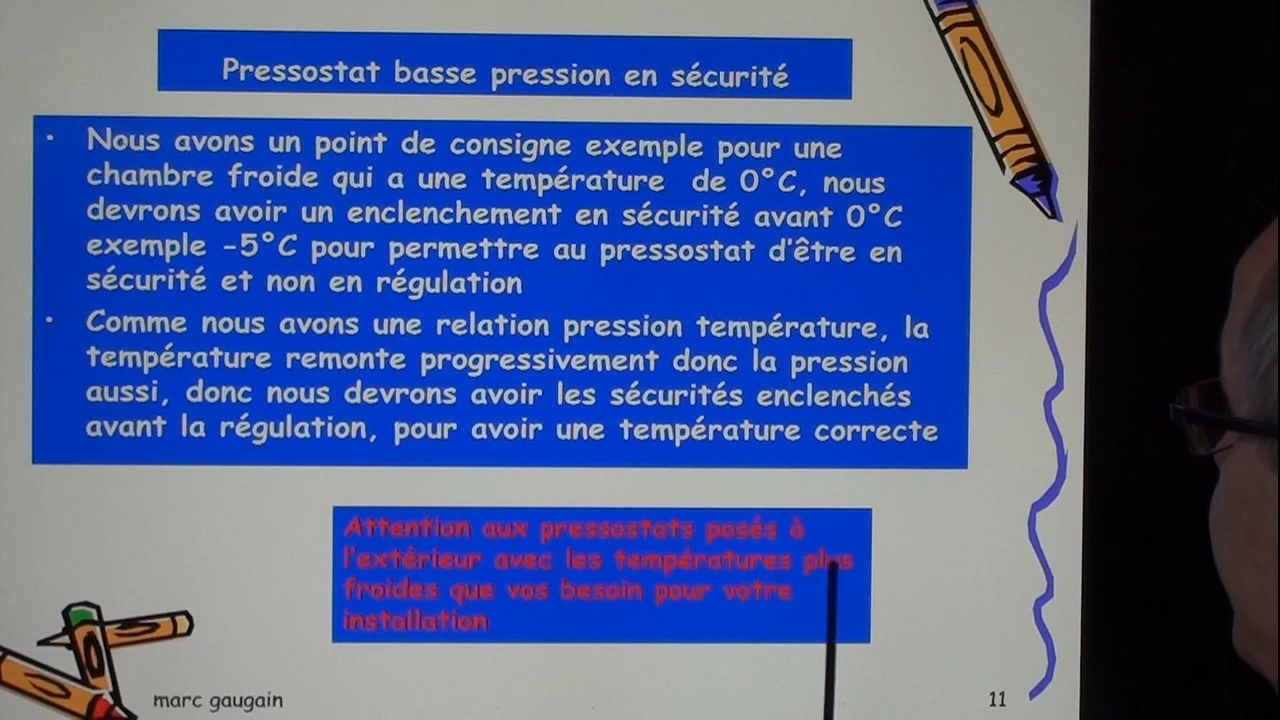 Pressostat basse pression en sécurité
• Nous avons un point de consigne exemple pour une
chambre froide qui a une température de 0°C, nous
devrons avoir un enclenchement en sécurité avant 0°C
exemple -5°C pour permettre au pressostat d'être en
sécurité et non en régulation
• Comme nous avons une relation pression température, la
température remonte progressivement donc la pression
aussi, donc nous devrons avoir les sécurités enclenchés
avant la régulation, pour avoir une température correcte
Attention aux pressostats posés à
l'extérieur avec les températures plus
froides que vos besoin pour votre
installation
marc gaugain
11